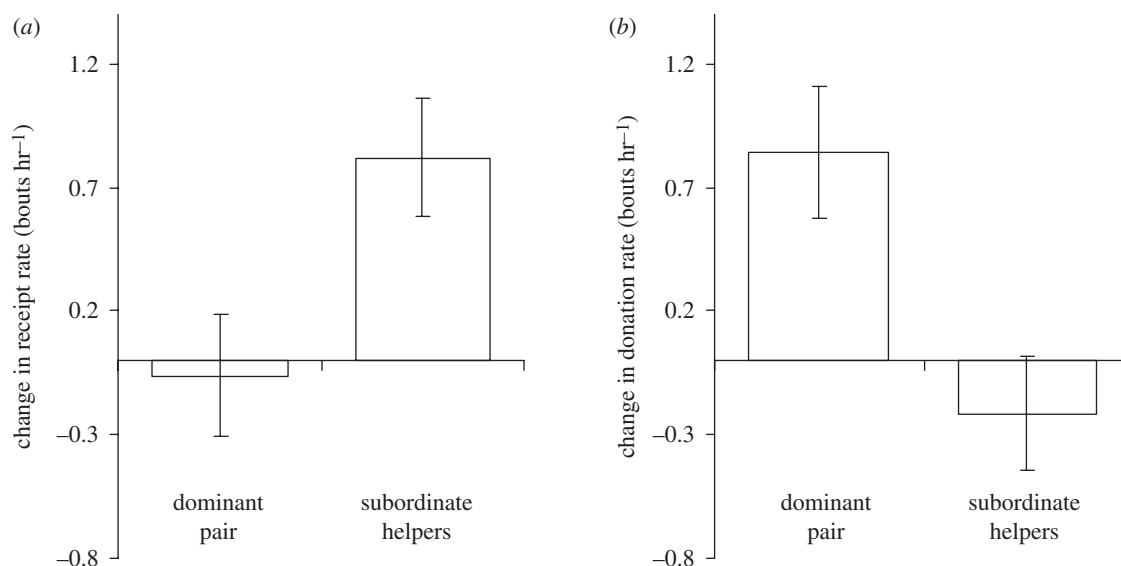 (a)
change in receipt rate (bouts hr–1)
1.2
0.7
0.2
–0.3
–0.8
dominant
pair
subordinate
helpers
(b)
change in donation rate (bouts hr–1)
1.2
0.7
0.2
–0.3
–0.8
dominant
pair
subordinate
helpers